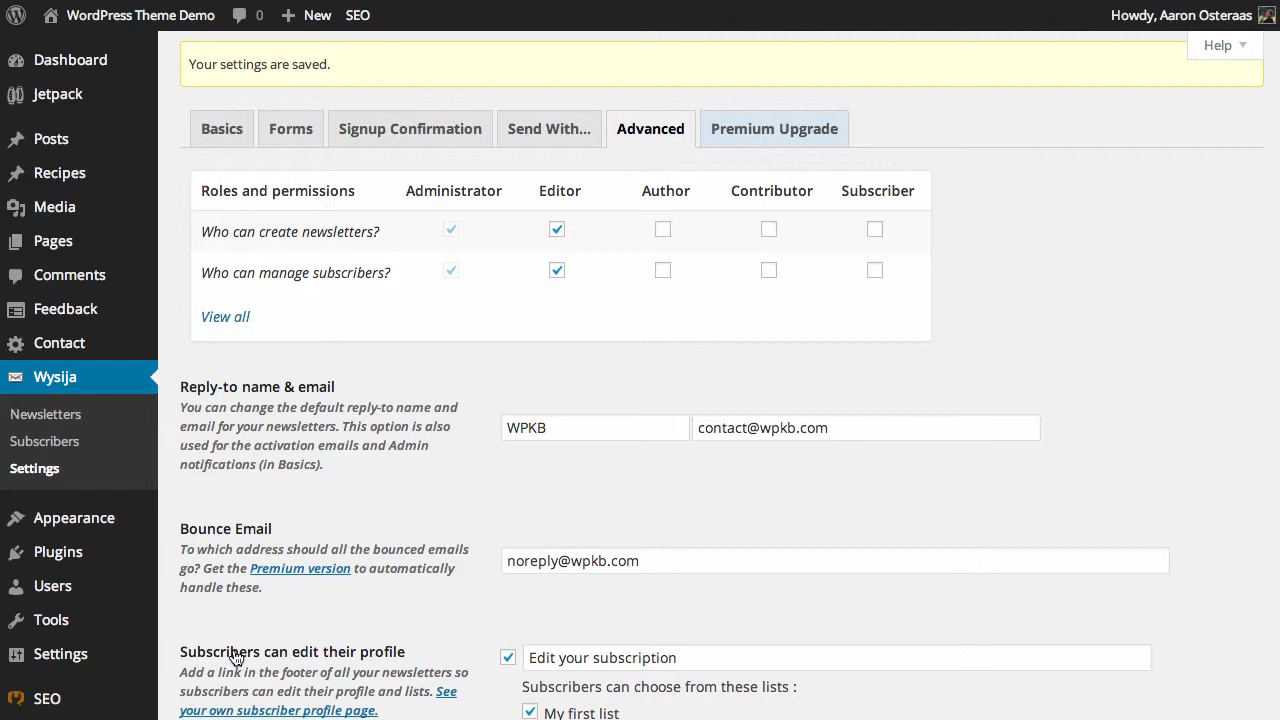 WordPress Theme Demo 0 New SEO Howdy, Aaron Osteraas
Help
Dashboard
Jetpack
Posts
Recipes
Media
Pages
Comments
Feedback
Contact
Wysija
Newsletters
Subscribers
Settings
Appearance
Plugins
Users
Tools
Settings
SEO
Your settings are saved.
Basics Forms Signup Confirmation Send With... Advanced Premium Upgrade
Roles and permissions Administrator Editor Author Contributor Subscriber
Who can create newsletters?
Who can manage subscribers?
View all
Reply-to name & email
You can change the default reply-to name and
email for your newsletters. This option is also
used for the activation emails and Admin
notifications (in Basics).
WPKB contact@wpkb.com
Bounce Email
To which address should all the bounced emails
go? Get the Premium version to automatically
handle these.
noreply@wpkb.com
Subscribers can edit their profile
Add a link in the footer of all your newsletters so
subscribers can edit their profile and lists. See
your own subscriber profile page.
Edit your subscription
Subscribers can choose from these lists :
My first list